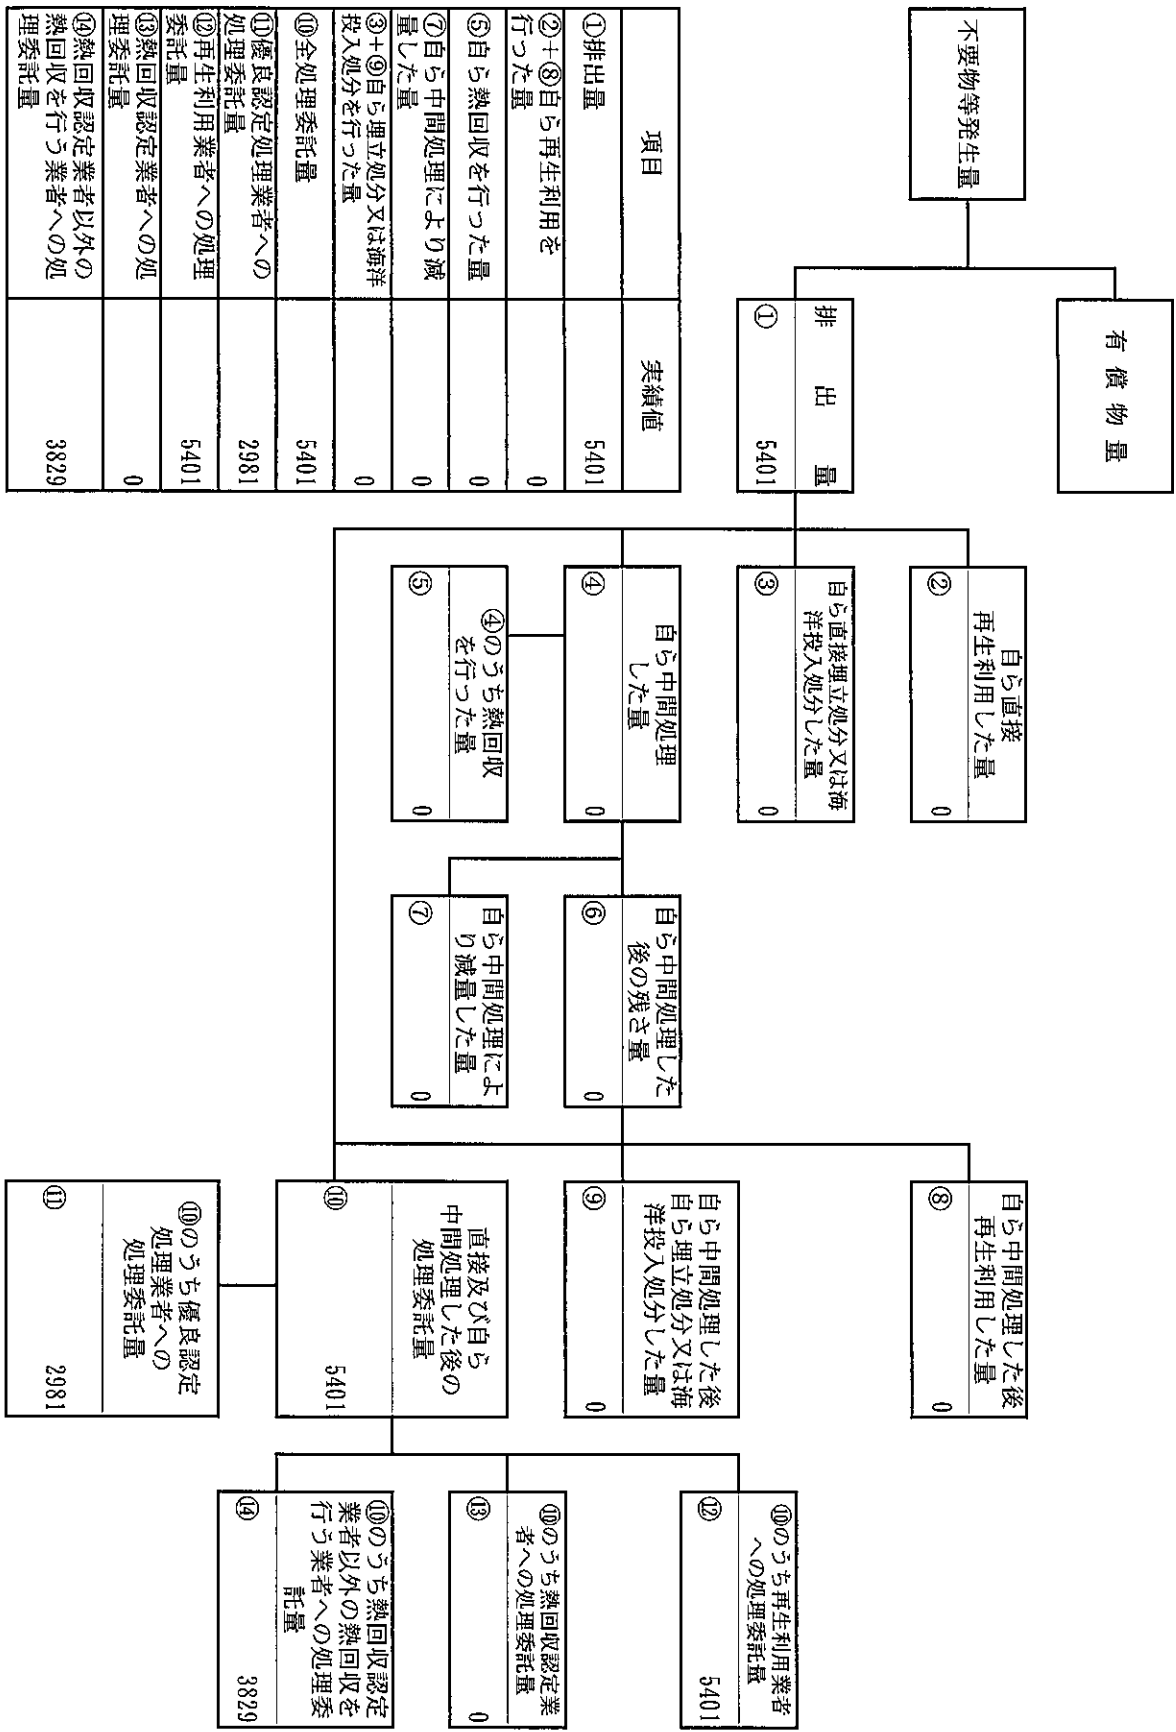 不要物等発生量
有償物量
排出量
① 5401
自ら直接
再生利用した量
② 0
自ら直接埋立処分又は海
洋投入処分した量
③ 0
自ら中間処理
した量
④ 0
④のうち熱回収
を行った量
⑤ 0
自ら中間処理した
後の残さ量
⑥ 0
自ら中間処理によ
り減量した量
⑦ 0
自ら中間処理した後
再生利用した量
⑧ 0
自ら中間処理した後
自ら埋立処分又は海
洋投入処分した量
⑨ 0
直接及び自ら
中間処理した後の
処理委託量
⑩ 5401
⑩のうち優良認定
処理業者への
処理委託量
⑪ 2981
⑩のうち再生利用業者
への処理委託量
⑫ 5401
⑩のうち熱回収認定業
者への処理委託量
⑬ 0
⑩のうち熱回収認定
業者以外の熱回収を
行う業者への処理委
託量
⑭ 3829
項目 実績値
①排出量 5401
②+⑧自ら再生利用を
行った量 0
⑤自ら熱回収を行った量 0
⑦自ら中間処理により減
量した量 0
③+⑨自ら埋立処分又は海洋
投入処分を行った量 0
⑩全処理委託量 5401
⑪優良認定処理業者への
処理委託量 2981
⑫再生利用業者への処理
委託量 5401
⑬熱回収認定業者への処
理委託量 0
⑭熱回収認定業者以外の
熱回収を行う業者への処
理委託量 3829